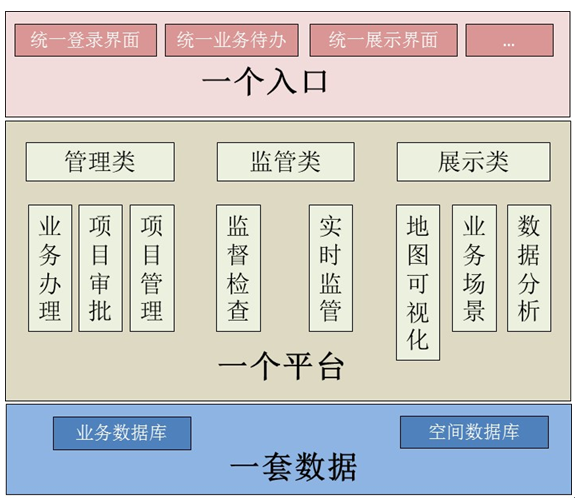 统一登录界面
统一业务待办
统一展示界面
...
一个入口
管理类
监管类
展示类
业务办理
项目审批
项目管理
监督检查
实时监管
地图可视化
业务场景
数据分析
一个平台
业务数据库
空间数据库
一套数据